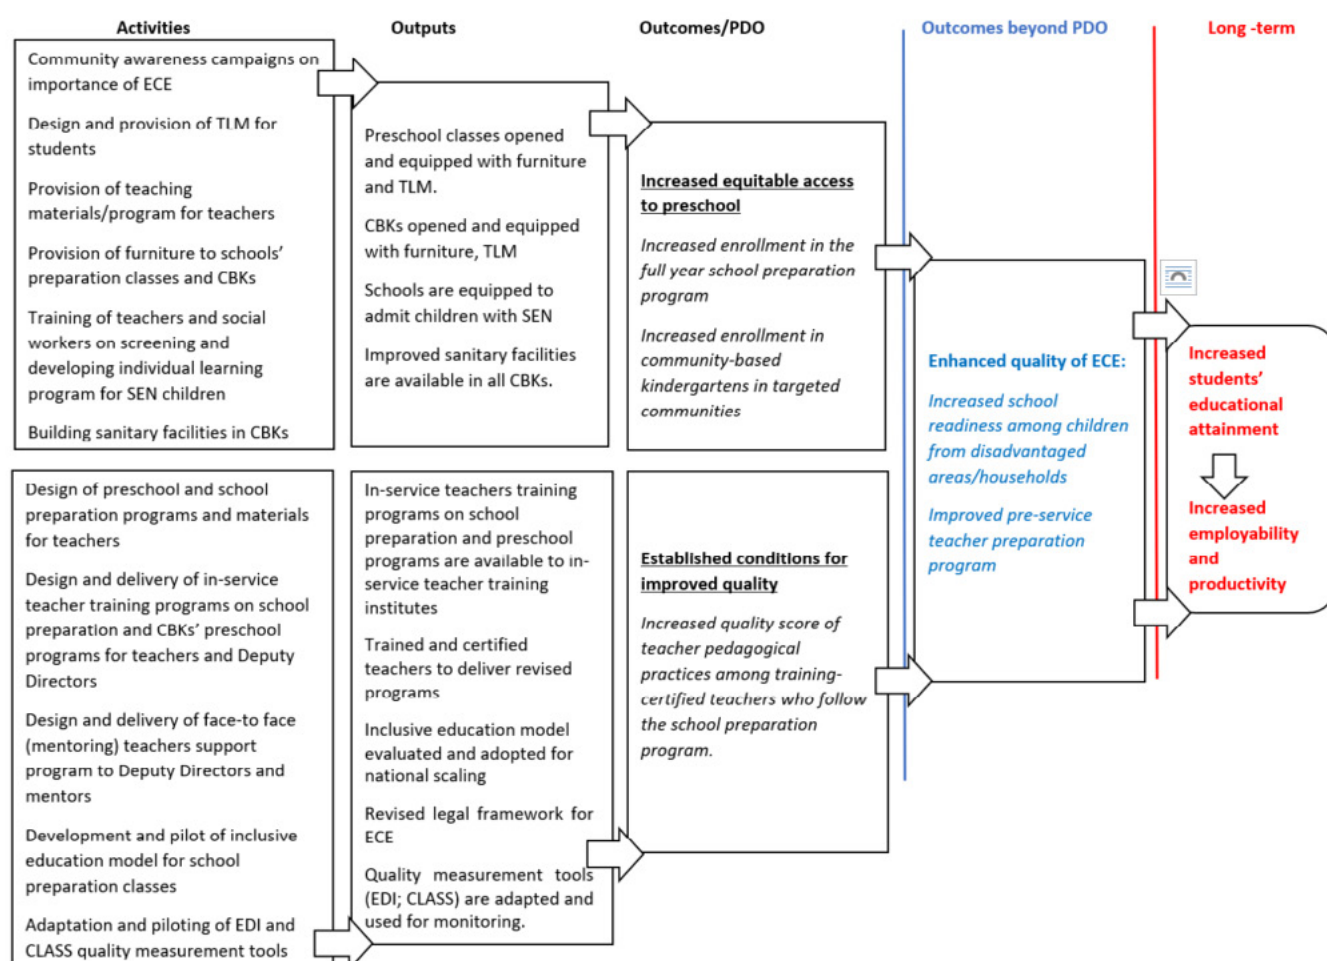 Activities
Outputs
Outcomes/PDO
Outcomes beyond PDO
Long -term
Community awareness campaigns on
importance of ECE
Design and provision of TLM for
students
Provision of teaching
materials/program for teachers
Provision of furniture to schools'
preparation classes and CBKs
Training of teachers and social
workers on screening and
developing individual learning
program for SEN children
Building sanitary facilities in CBKs
Preschool classes opened
and equipped with furniture
and TLM.
CBKs opened and equipped
with furniture, TLM
Schools are equipped to
admit children with SEN
Improved sanitary facilities
are available in all CBKs.
Increased equitable access
to preschool
Increased enrollment in the
full year school preparation
program
Increased enrollment in
community-based
kindergartens in targeted
communities
Design of preschool and school
preparation programs and materials
for teachers
Design and delivery of in-service
teacher training programs on school
preparation and CBKs' preschool
programs for teachers and Deputy
Directors
Design and delivery of face-to face
(mentoring) teachers support
program to Deputy Directors and
mentors
Development and pilot of inclusive
education model for school
preparation classes
Adaptation and piloting of EDI and
CLASS quality measurement tools
In-service teachers training
programs on school
preparation and preschool
programs are available to in-
service teacher training
institutes
Trained and certified
teachers to deliver revised
programs
Inclusive education model
evaluated and adopted for
national scaling
Revised legal framework for
ECE
Quality measurement tools
(EDI; CLASS) are adapted and
used for monitoring.
Established conditions for
improved quality
Increased quality score of
teacher pedagogical
practices among training-
certified teachers who follow
the school preparation
program.
Enhanced quality of ECE:
Increased school
readiness among children
from disadvantaged
areas/households
Improved pre-service
teacher preparation
program
Increased
students'
educational
attainment
Increased
employability
and
productivity